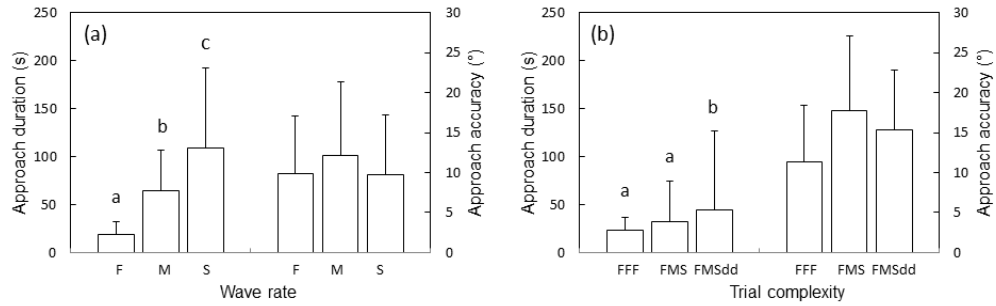 (a)
Approach duration (s)
250
200
150
100
50
0
a
b
c
F M S F M S
Wave rate
30
25
20
15
10
5
0
Approach accuracy (°)
(b)
Approach duration (s)
250
200
150
100
50
0
a
a
b
FFF FMS FMSdd FFF FMS FMSdd
Trial complexity
30
25
20
15
10
5
0
Approach accuracy (°)